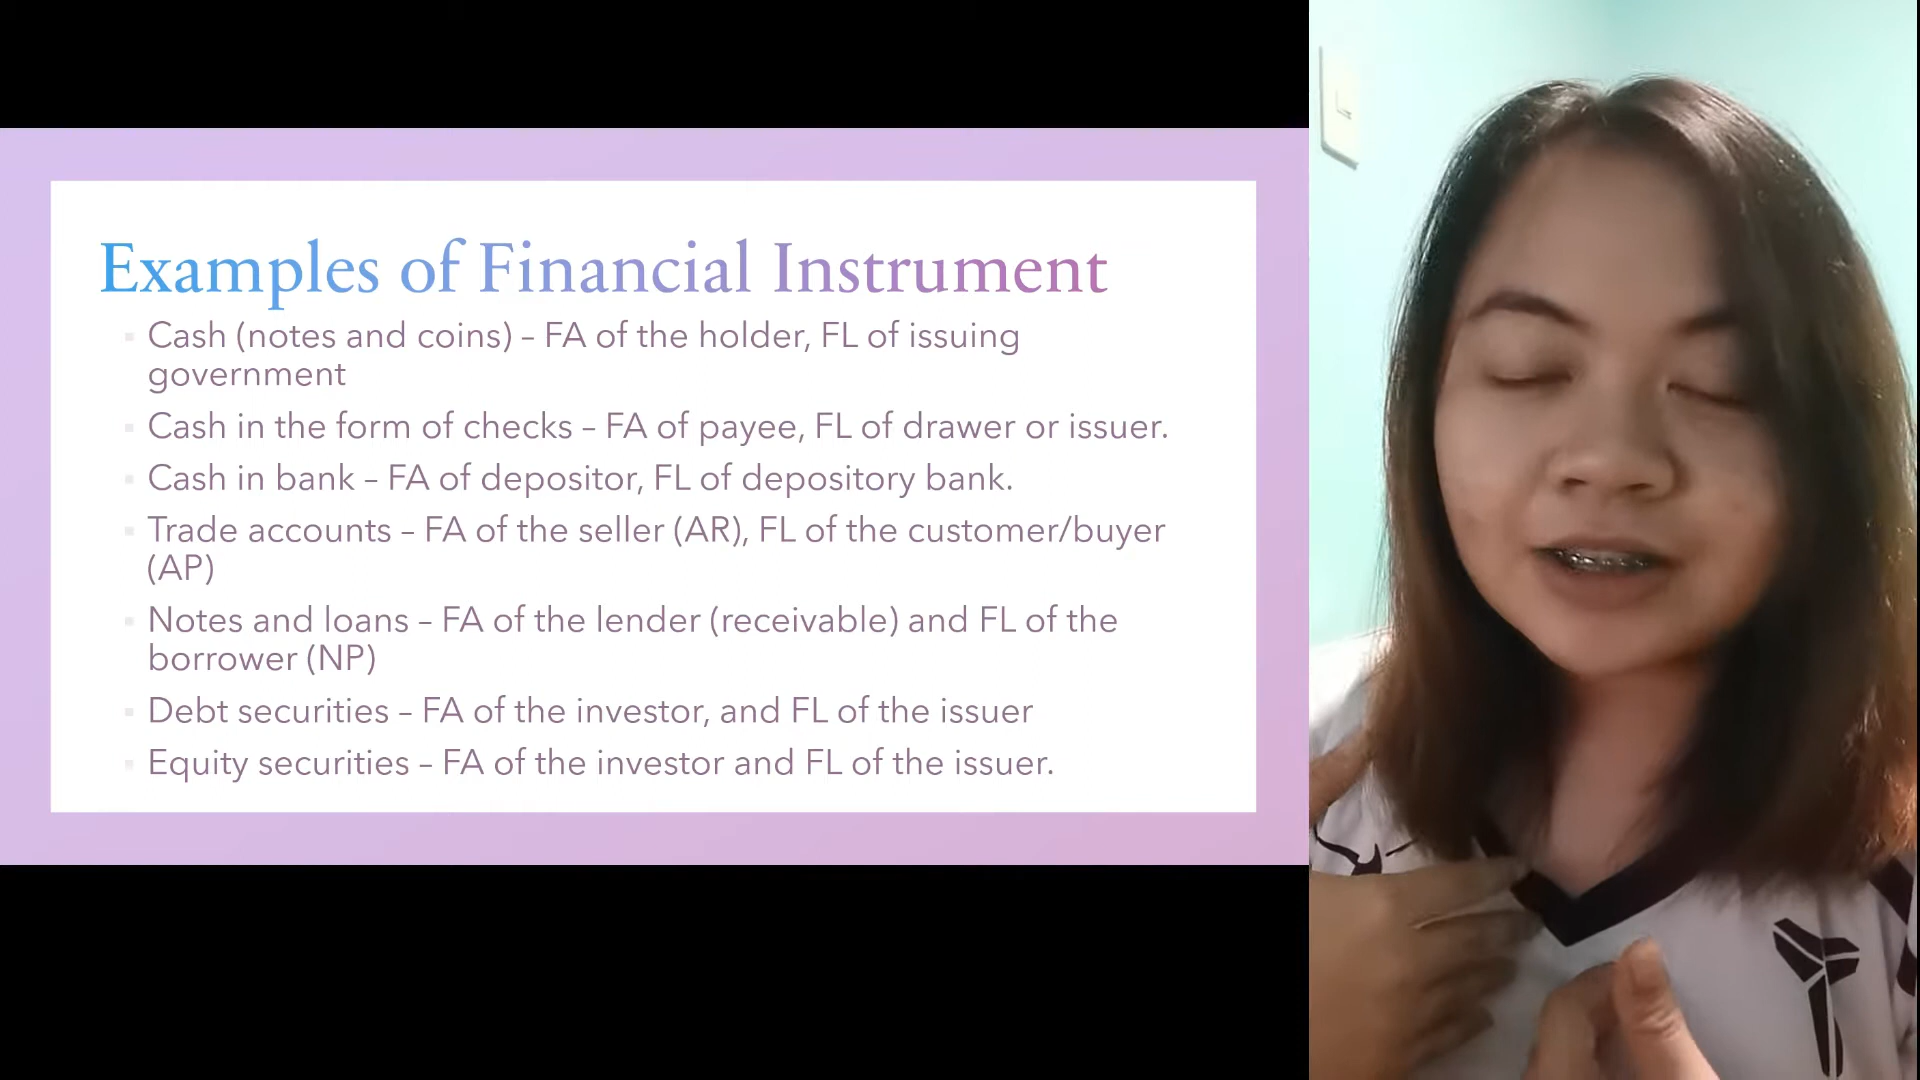 Examples of Financial Instrument
Cash (notes and coins) – FA of the holder, FL of issuing
government
Cash in the form of checks – FA of payee, FL of drawer or issuer.
Cash in bank – FA of depositor, FL of depository bank.
Trade accounts – FA of the seller (AR), FL of the customer/buyer
(AP)
Notes and loans – FA of the lender (receivable) and FL of the
borrower (NP)
Debt securities – FA of the investor, and FL of the issuer
Equity securities – FA of the investor and FL of the issuer.